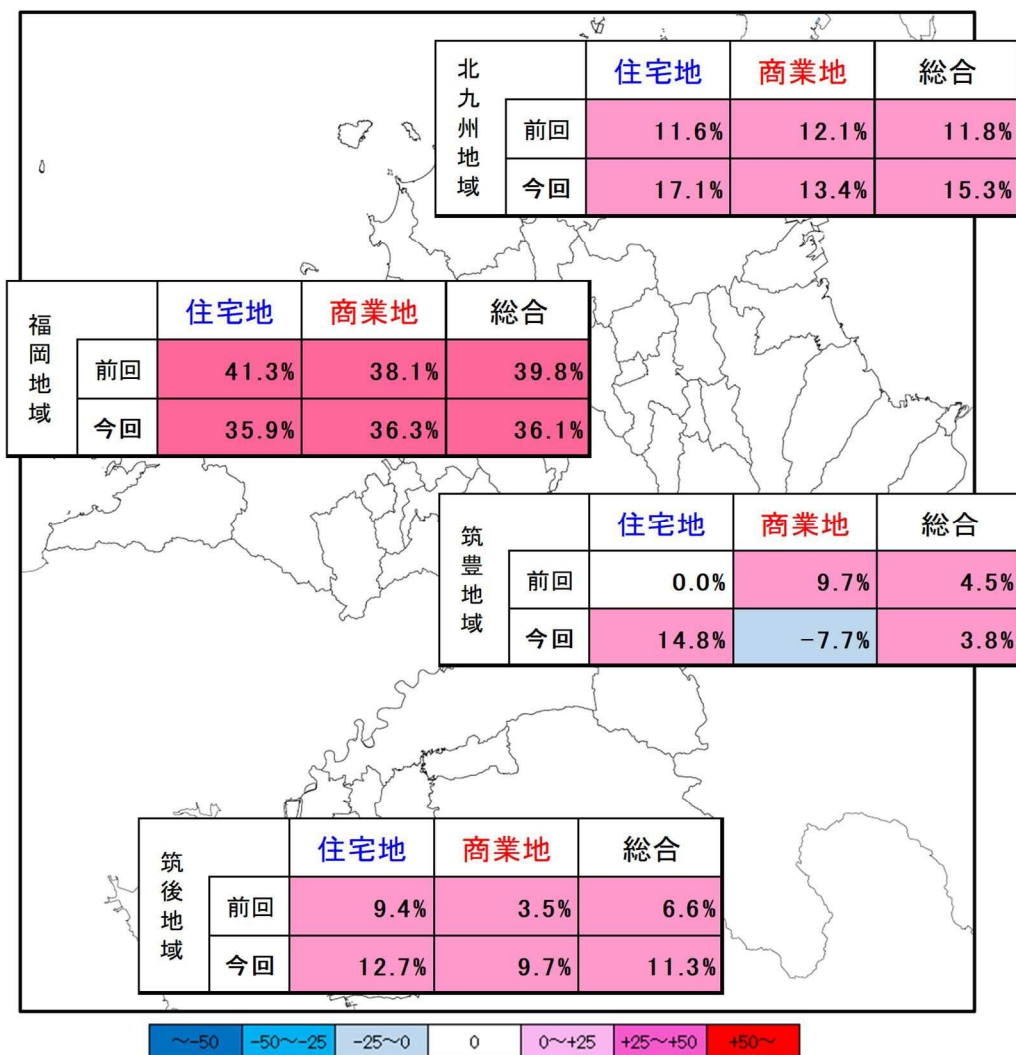 北九州地域
住宅地 商業地 総合
前回 11.6% 12.1% 11.8%
今回 17.1% 13.4% 15.3%
福岡地域
住宅地 商業地 総合
前回 41.3% 38.1% 39.8%
今回 35.9% 36.3% 36.1%
筑豊地域
住宅地 商業地 総合
前回 0.0% 9.7% 4.5%
今回 14.8% -7.7% 3.8%
筑後地域
住宅地 商業地 総合
前回 9.4% 3.5% 6.6%
今回 12.7% 9.7% 11.3%
～-50 -50～-25 -25～0 0 0～+25 +25～+50 +50～